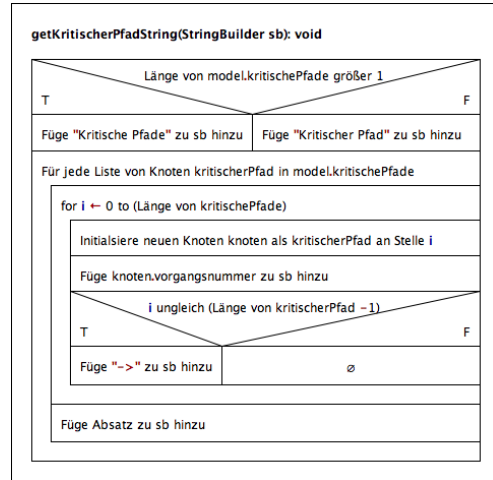 getKritischerPfadString(StringBuilder sb): void
Länge von model.kritischePfade größer 1
T
F
Füge "Kritische Pfade" zu sb hinzu
Füge "Kritischer Pfad" zu sb hinzu
Für jede Liste von Knoten kritischerPfad in model.kritischePfade
for i ← 0 to (Länge von kritischePfade)
Initialsiere neuen Knoten knoten als kritischerPfad an Stelle i
Füge knoten.vorgangsnummer zu sb hinzu
i ungleich (Länge von kritischerPfad -1)
T
F
Füge "->" zu sb hinzu
∅
Füge Absatz zu sb hinzu